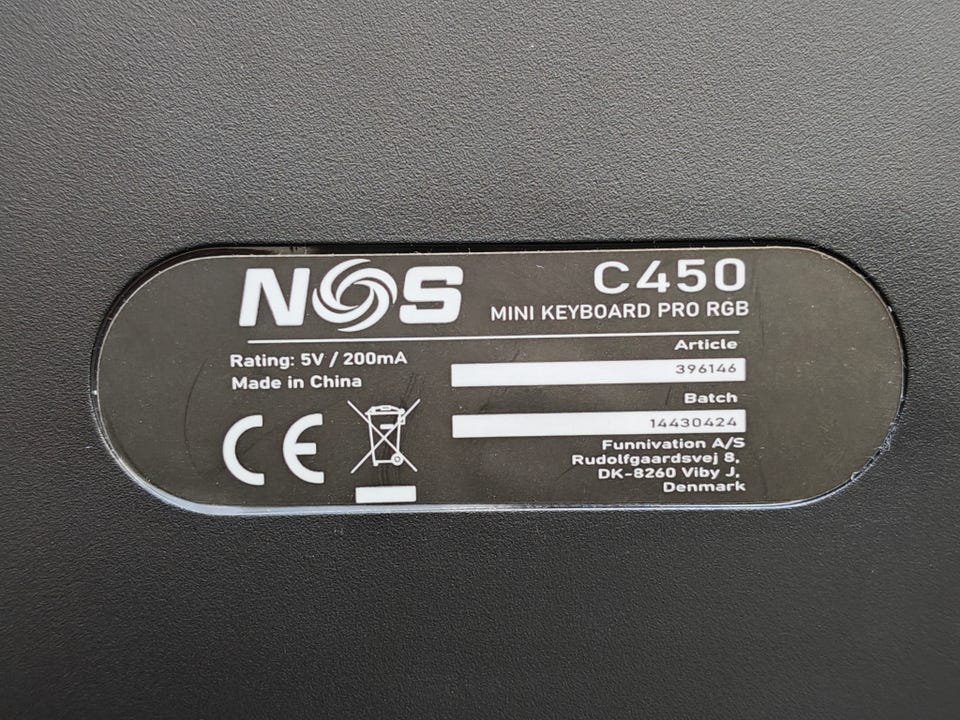 NOS
C450
MINI KEYBOARD PRO RGB
Rating: 5V / 200mA
Made in China
CE
Article
396146
Batch
14430424
Funnivation A/S
Rudolfgaardsvej 8,
DK-8260 Viby J,
Denmark